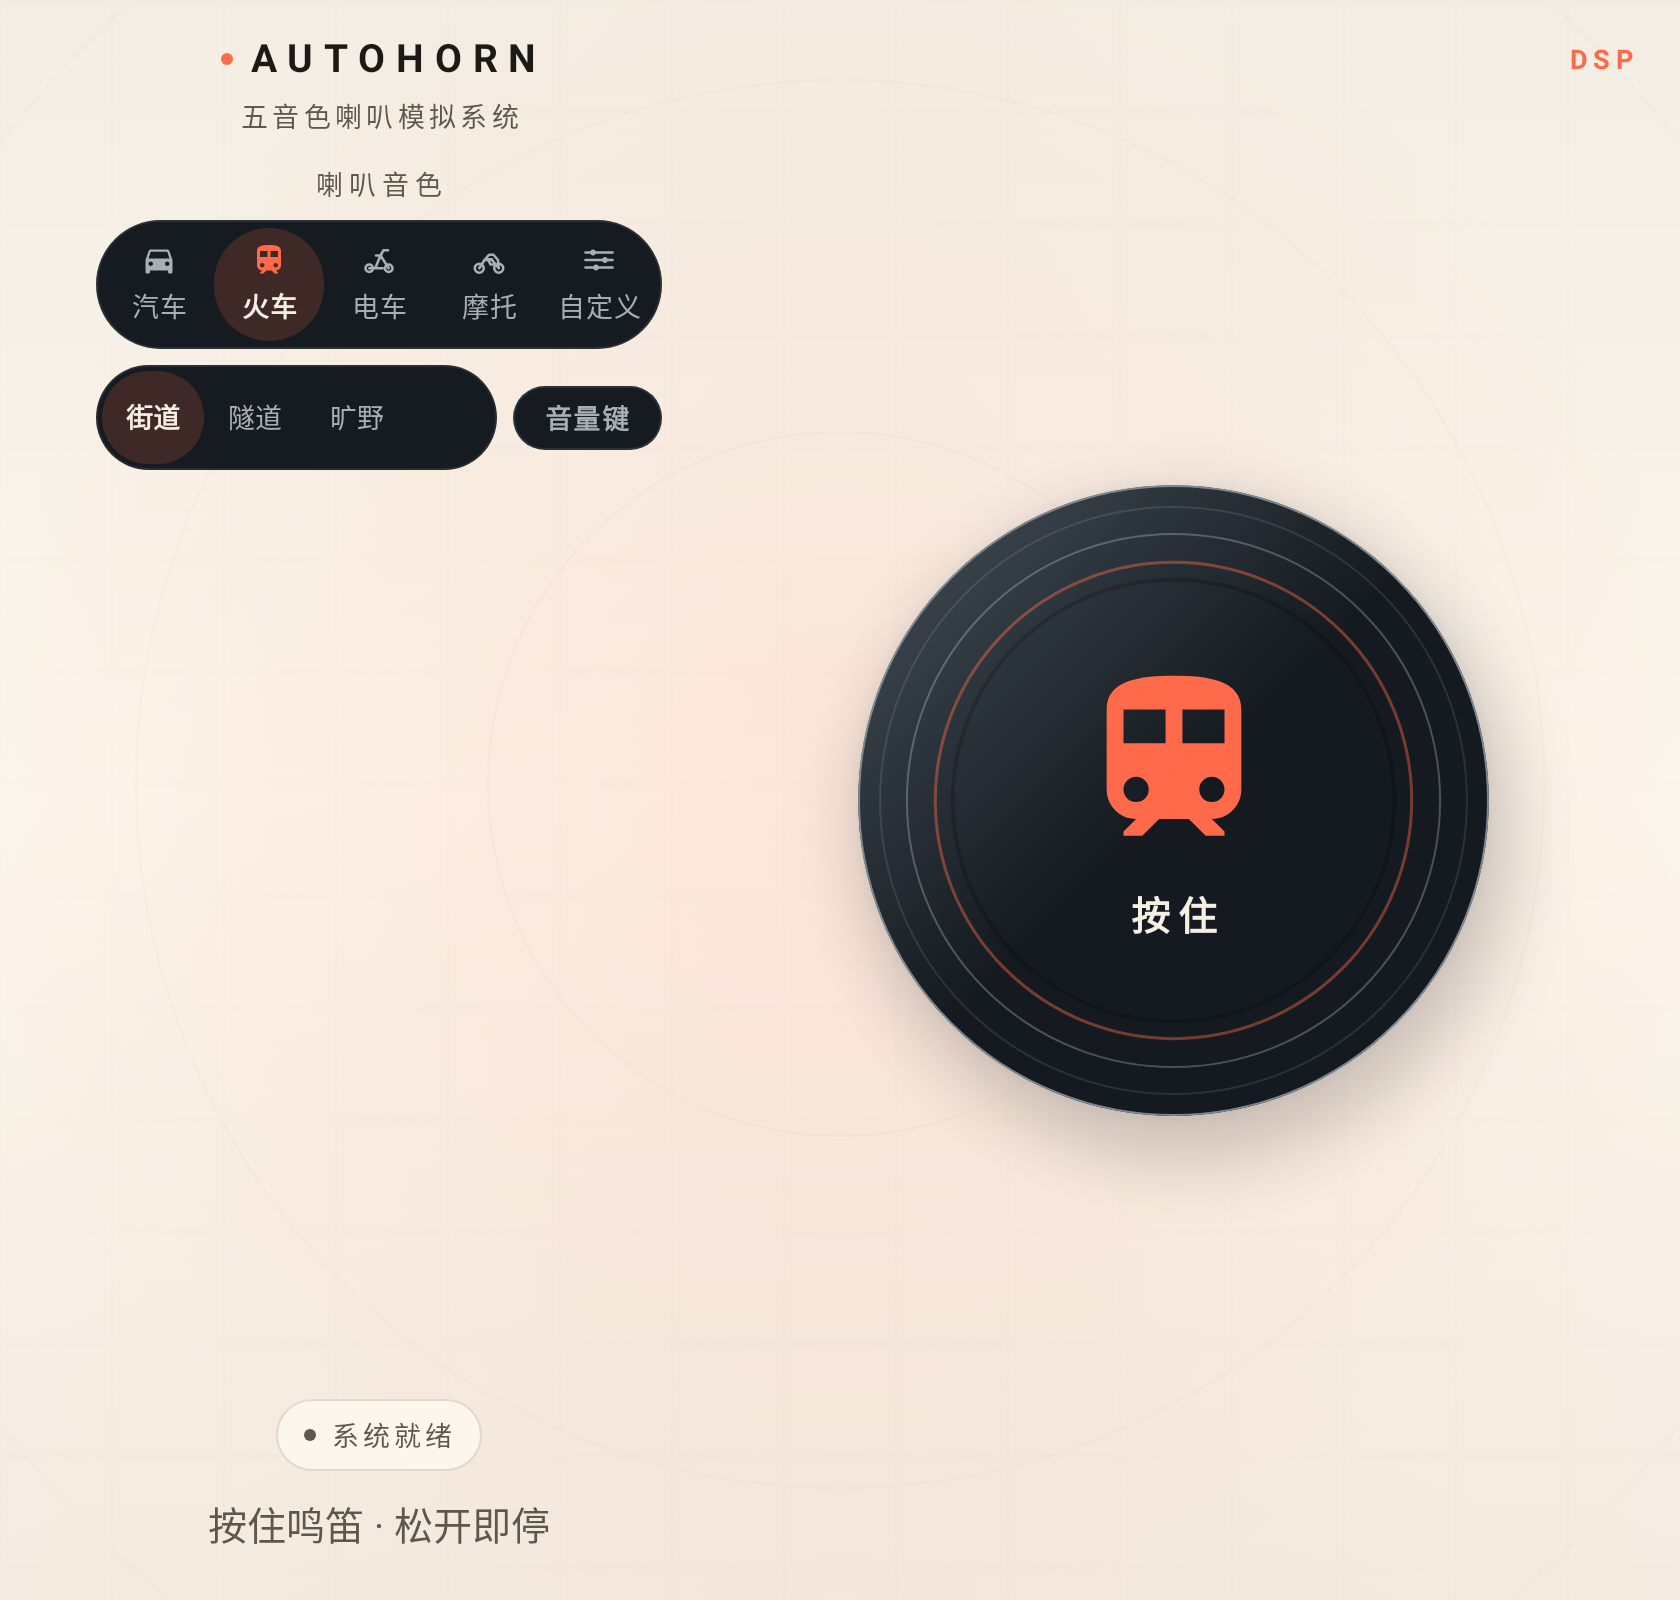 AUTOHORN
DSP
五音色喇叭模拟系统
喇叭音色
汽车 火车 电车 摩托 自定义
街道 隧道 旷野 音量键
按住
系统就绪
按住鸣笛 · 松开即停